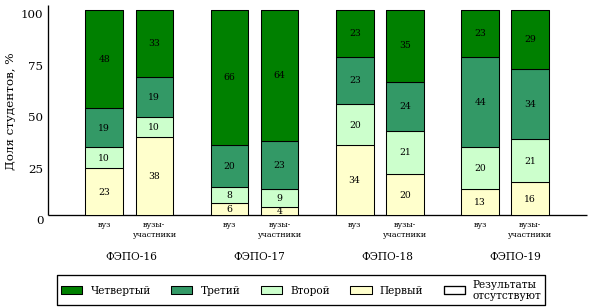 100
75
50
25
0
Доля студентов, %
48
19
10
23
33
19
10
38
66
20
8
6
64
23
9
4
23
23
20
34
35
24
21
20
23
44
20
13
29
34
21
16
вуз
вузы-
участники
вуз
вузы-
участники
вуз
вузы-
участники
вуз
вузы-
участники
ФЭПО-16
ФЭПО-17
ФЭПО-18
ФЭПО-19
Четвертый
Третий
Второй
Первый
Результаты
отсутствуют